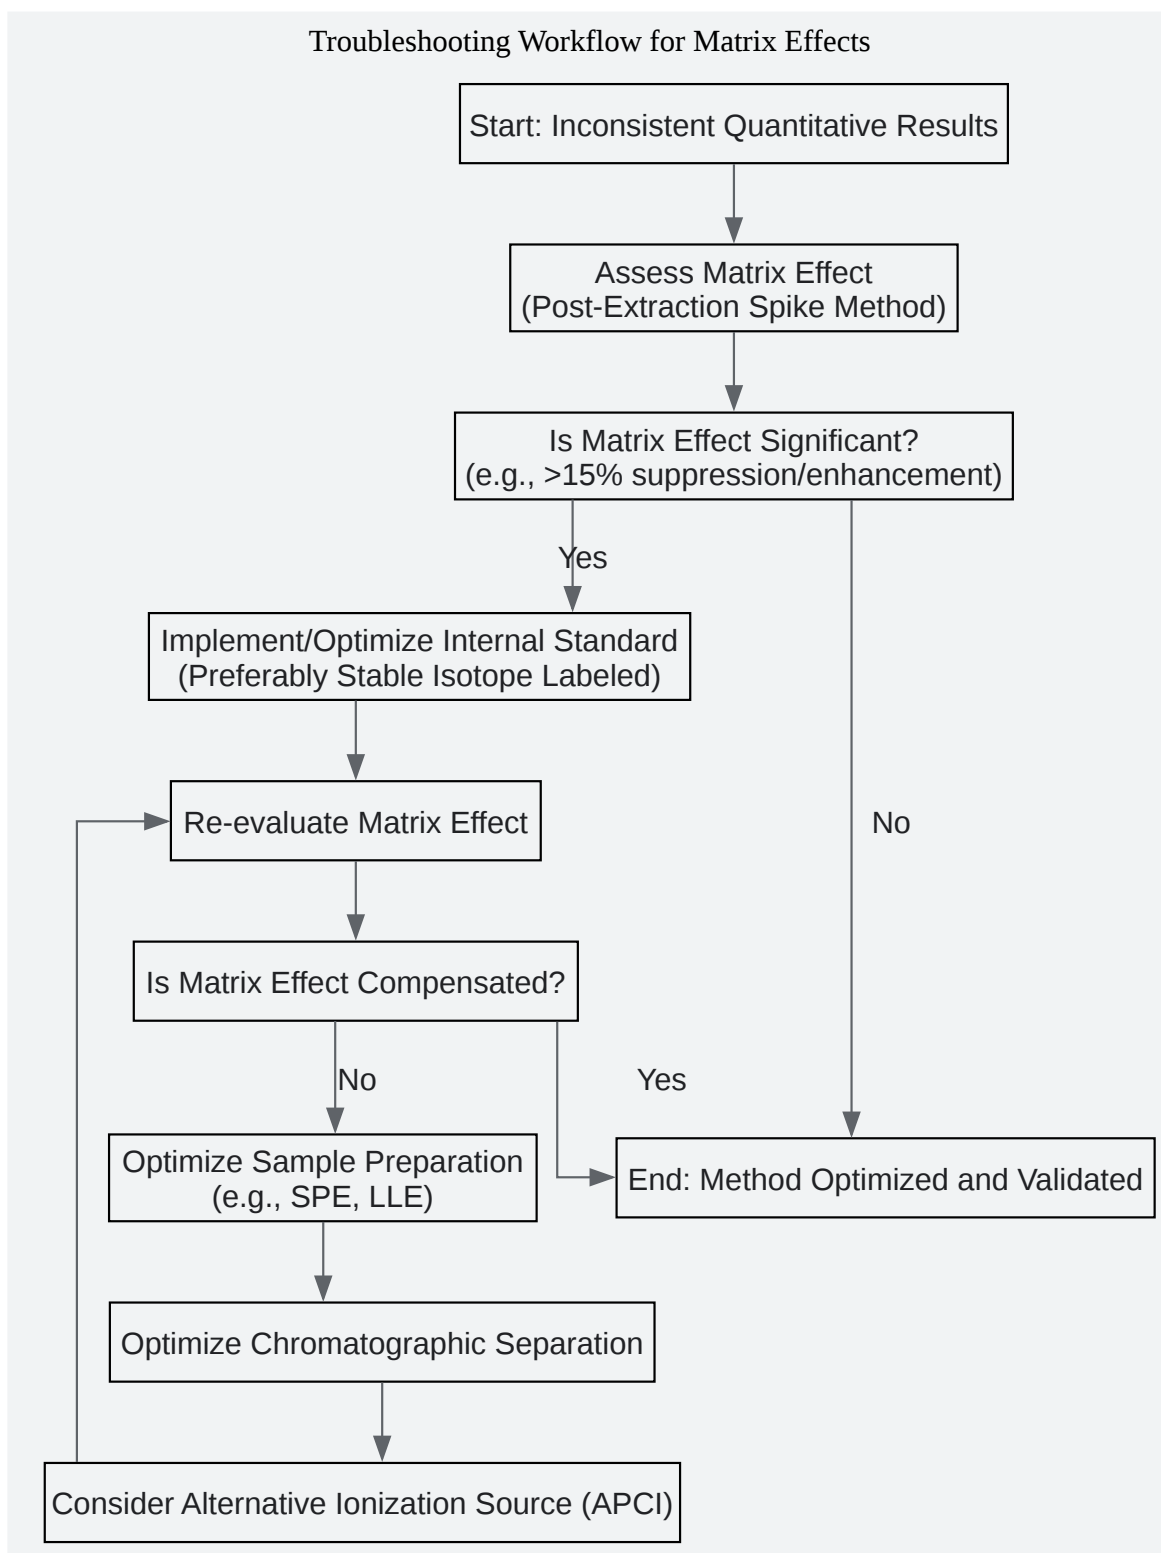 Troubleshooting Workflow for Matrix Effects
Start: Inconsistent Quantitative Results
Assess Matrix Effect
(Post-Extraction Spike Method)
Is Matrix Effect Significant?
(e.g., >15% suppression/enhancement)
Yes
Implement/Optimize Internal Standard
(Preferably Stable Isotope Labeled)
Re-evaluate Matrix Effect
No
Is Matrix Effect Compensated?
No
Yes
Optimize Sample Preparation
(e.g., SPE, LLE)
End: Method Optimized and Validated
Optimize Chromatographic Separation
Consider Alternative Ionization Source (APCI)